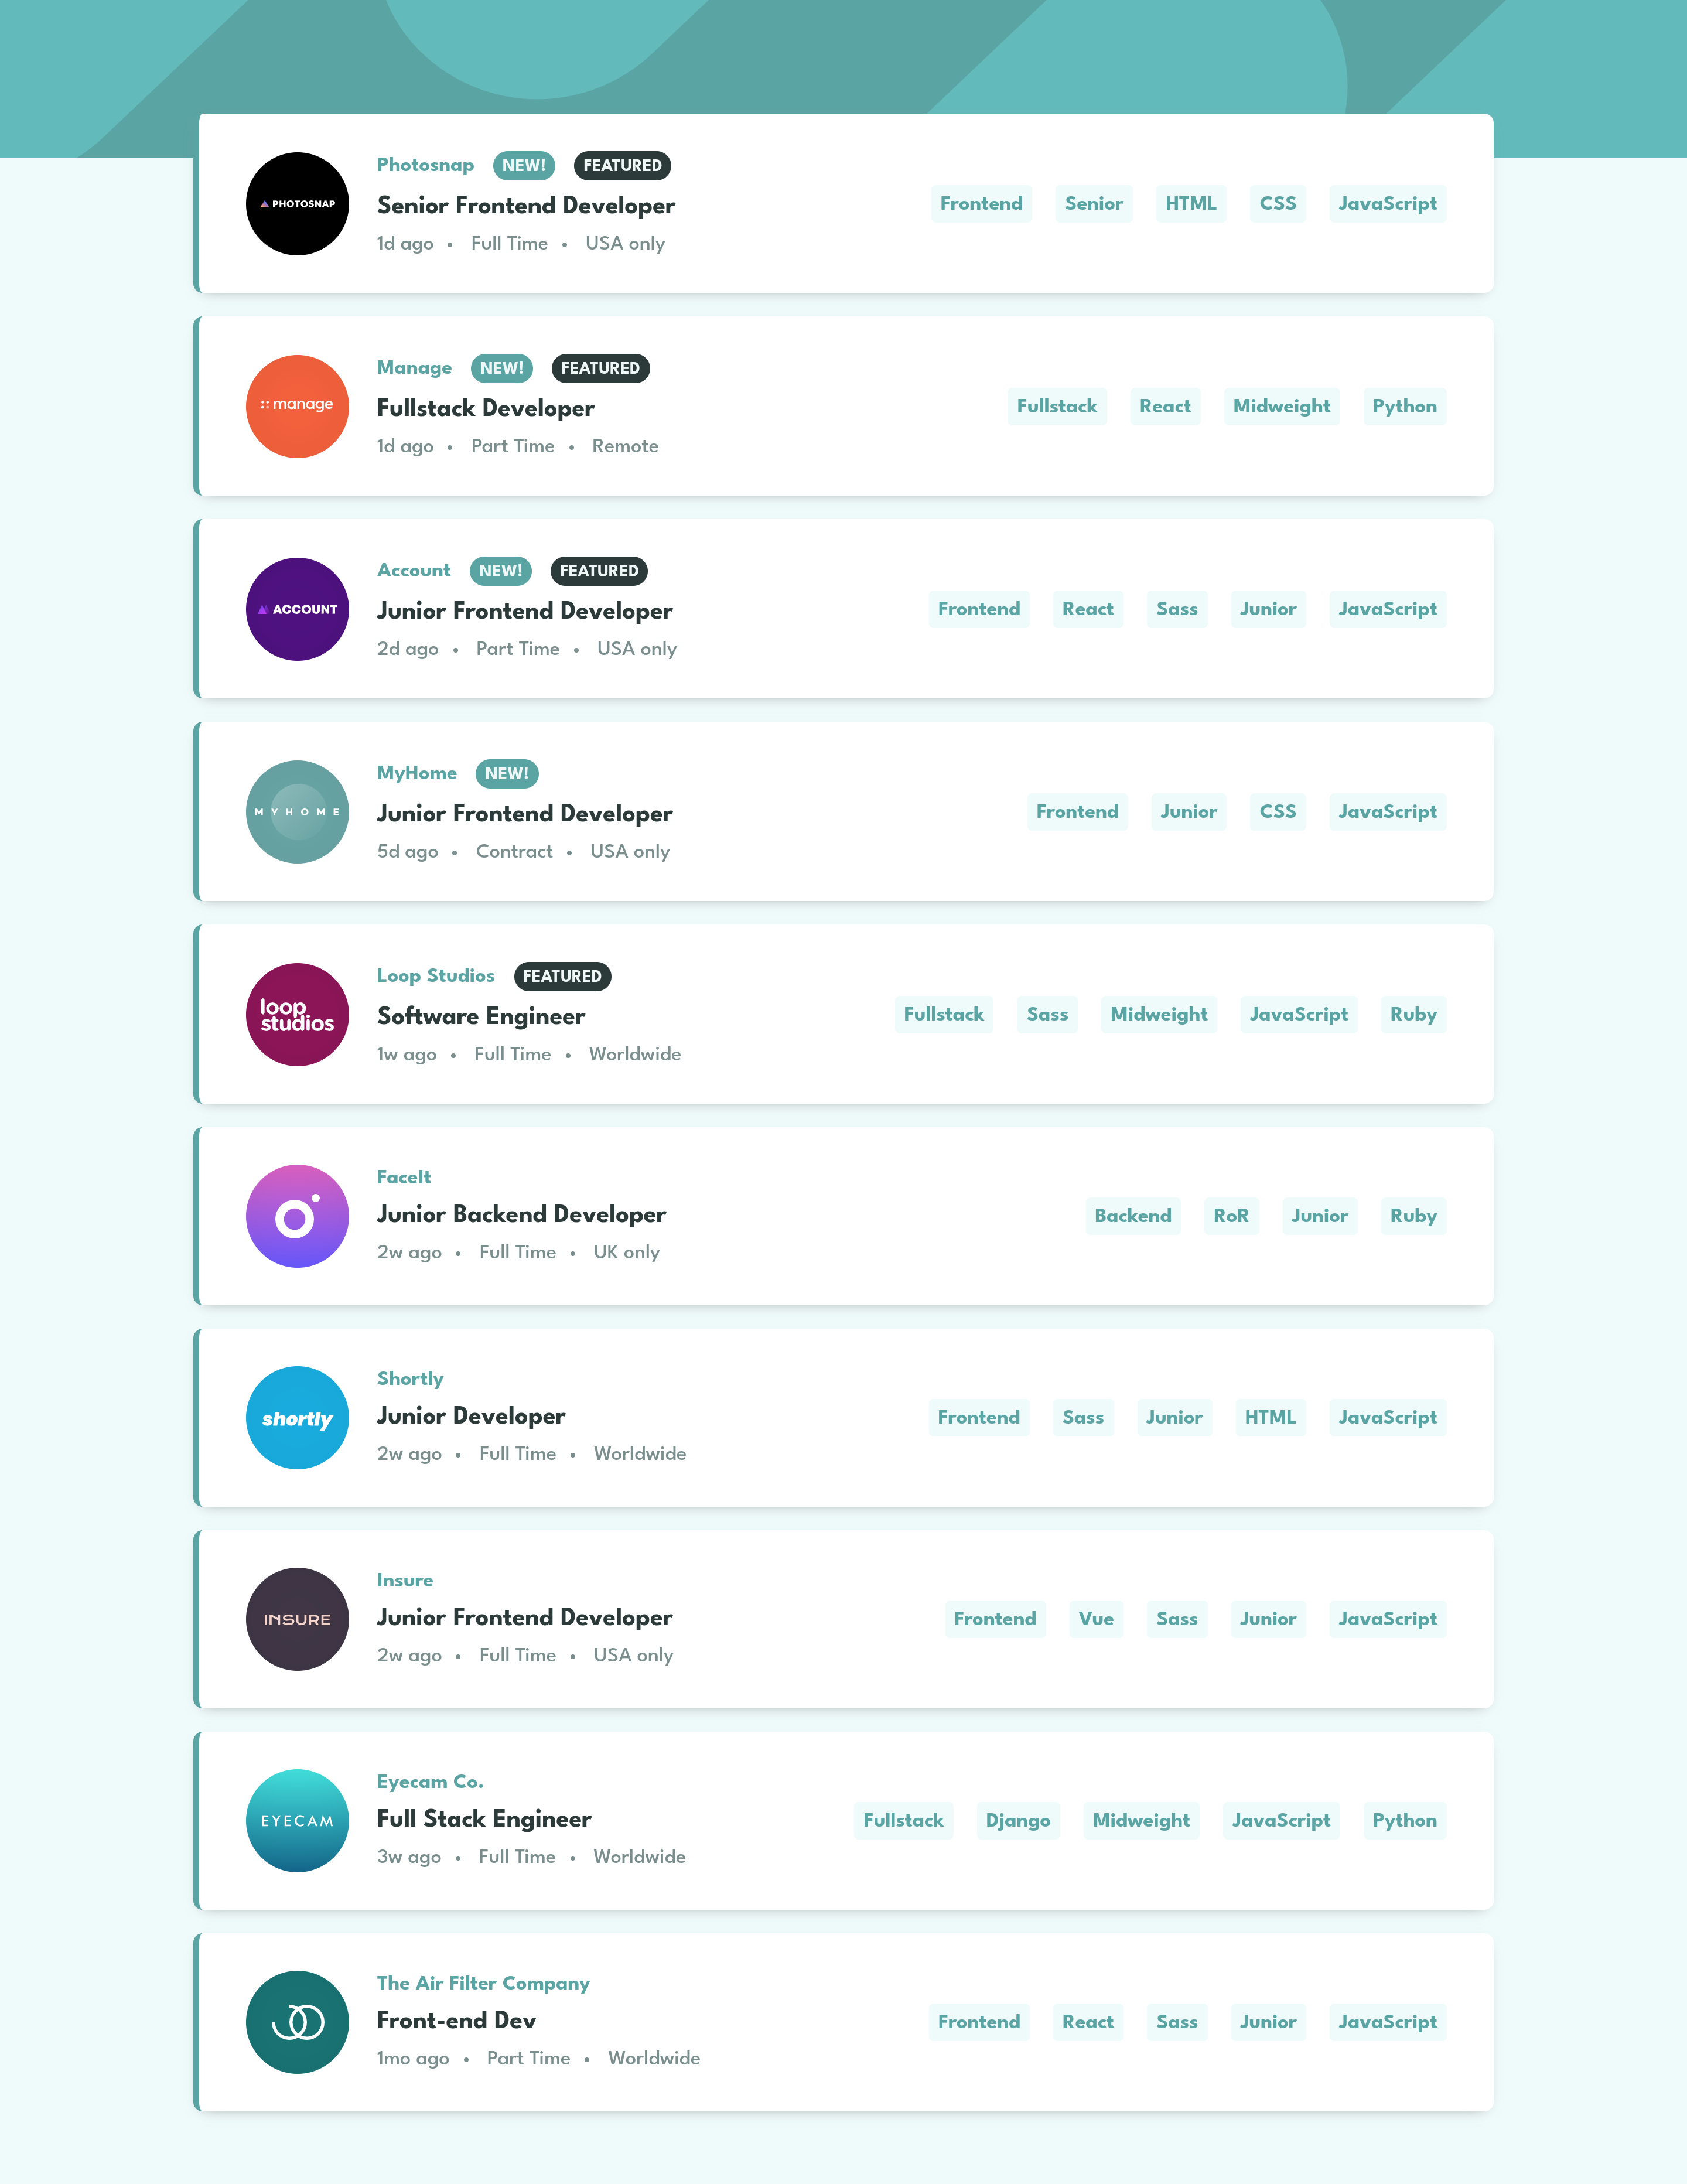 Photosnap NEW! FEATURED
PHOTOSNAP
Senior Frontend Developer
1d ago • Full Time • USA only
Frontend Senior HTML CSS JavaScript
Manage NEW! FEATURED
manage
Fullstack Developer
1d ago • Part Time • Remote
Fullstack React Midweight Python
Account NEW! FEATURED
ACCOUNT
Junior Frontend Developer
2d ago • Part Time • USA only
Frontend React Sass Junior JavaScript
MyHome NEW!
MYHOME
Junior Frontend Developer
5d ago • Contract • USA only
Frontend Junior CSS JavaScript
Loop Studios FEATURED
loop
studios
Software Engineer
1w ago • Full Time • Worldwide
Fullstack Sass Midweight JavaScript Ruby
FaceIt
Junior Backend Developer
2w ago • Full Time • UK only
Backend RoR Junior Ruby
Shortly
shortly
Junior Developer
2w ago • Full Time • Worldwide
Frontend Sass Junior HTML JavaScript
Insure
INSURE
Junior Frontend Developer
2w ago • Full Time • USA only
Frontend Vue Sass Junior JavaScript
Eyecam Co.
EYECAM
Full Stack Engineer
3w ago • Full Time • Worldwide
Fullstack Django Midweight JavaScript Python
The Air Filter Company
Front-end Dev
1mo ago • Part Time • Worldwide
Frontend React Sass Junior JavaScript